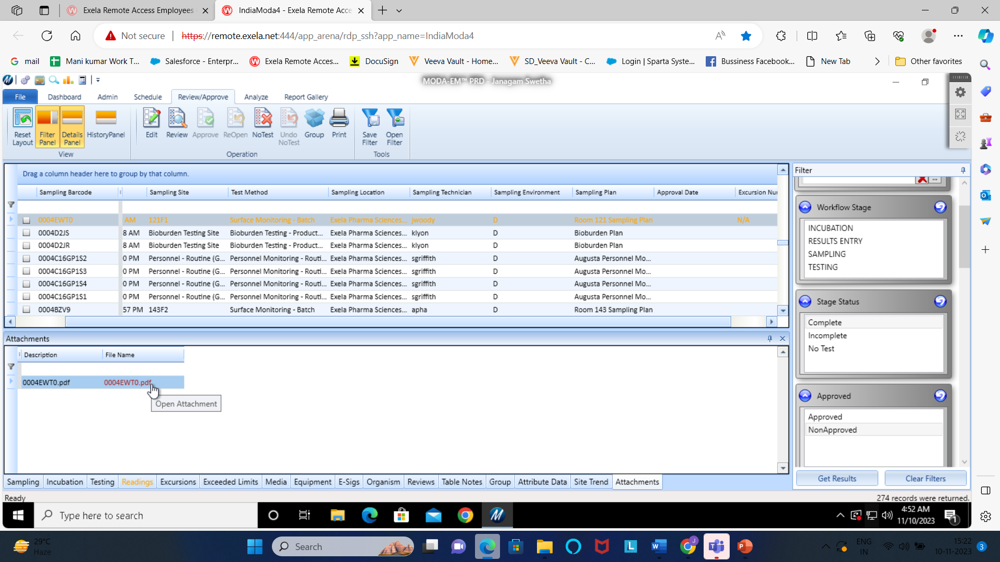 Exela Remote Access Employees
IndiaModa4 - Exela Remote Acce
Not secure
https://remote.exela.net:444/app_arena/rdp_ssh?app_name=IndiaModa4
mail
Mani kumar Work T...
Salesforce - Enterpr...
Exela Remote Acces...
DocuSign
Veeva Vault - Home...
SD_Veeva Vault - C...
Login | Sparta Syste...
Bussiness Facebook...
New Tab
Other favorites
MODA-EM™ PRD - Janagam Swetha
File Dashboard Admin Schedule Review/Approve Analyze Report Gallery
Reset Layout
Filter Panel
Details Panel
HistoryPanel
Edit Review Approve ReOpen NoTest Undo NoTest Group Print
Save Filter
Open Filter
View Operation Tools
Drag a column header here to group by that column.
Sampling Barcode Sampling Site Test Method Sampling Location Sampling Technician Sampling Environment Sampling Plan Approval Date Excursion Nu
0004EWT0 AM 121F1 Surface Monitoring - Batch Exela Pharma Sciences... jwoody D Room 121 Sampling Plan N/A
0004D2JS 8 AM Bioburden Testing Site Bioburden Testing - Product... Exela Pharma Sciences... klyon D Bioburden Plan
0004D2JR 8 AM Bioburden Testing Site Bioburden Testing - Product... Exela Pharma Sciences... klyon D Bioburden Plan
0004C16GP1S2 0 PM Personnel - Routine (G... Personnel Monitoring - Routi... Exela Pharma Sciences... sgriffith D Augusta Personnel Mo...
0004C16GP1S3 0 PM Personnel - Routine (G... Personnel Monitoring - Routi... Exela Pharma Sciences... sgriffith D Augusta Personnel Mo...
0004C16GP1S4 0 PM Personnel - Routine (G... Personnel Monitoring - Routi... Exela Pharma Sciences... sgriffith D Augusta Personnel Mo...
0004C16GP1S1 0 PM Personnel - Routine (G... Personnel Monitoring - Routi... Exela Pharma Sciences... sgriffith D Augusta Personnel Mo...
0004BZV9 57 PM 143F2 Surface Monitoring - Batch Exela Pharma Sciences... apha D Room 143 Sampling Plan
Attachments
Description File Name
0004EWT0.pdf 0004EWT0.pdf
Open Attachment
Sampling Incubation Testing Readings Excursions Exceeded Limits Media Equipment E-Sigs Organism Reviews Table Notes Group Attribute Data Site Trend Attachments
Filter
Workflow Stage
INCUBATION
RESULTS ENTRY
SAMPLING
TESTING
Stage Status
Complete
Incomplete
No Test
Approved
Approved
NonApproved
Get Results Clear Filters
Ready
274 records were returned.
Type here to search
4:52 AM
11/10/2023
1
29°C
Haze
Search
ENG
IN
15:22
10-11-2023
3